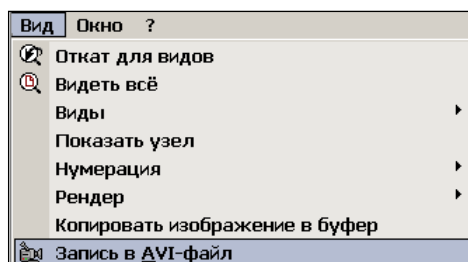 Вид Окно ?
Откат для видов
Видеть всё
Виды
Показать узел
Нумерация
Рендер
Копировать изображение в буфер
Запись в AVI-файл